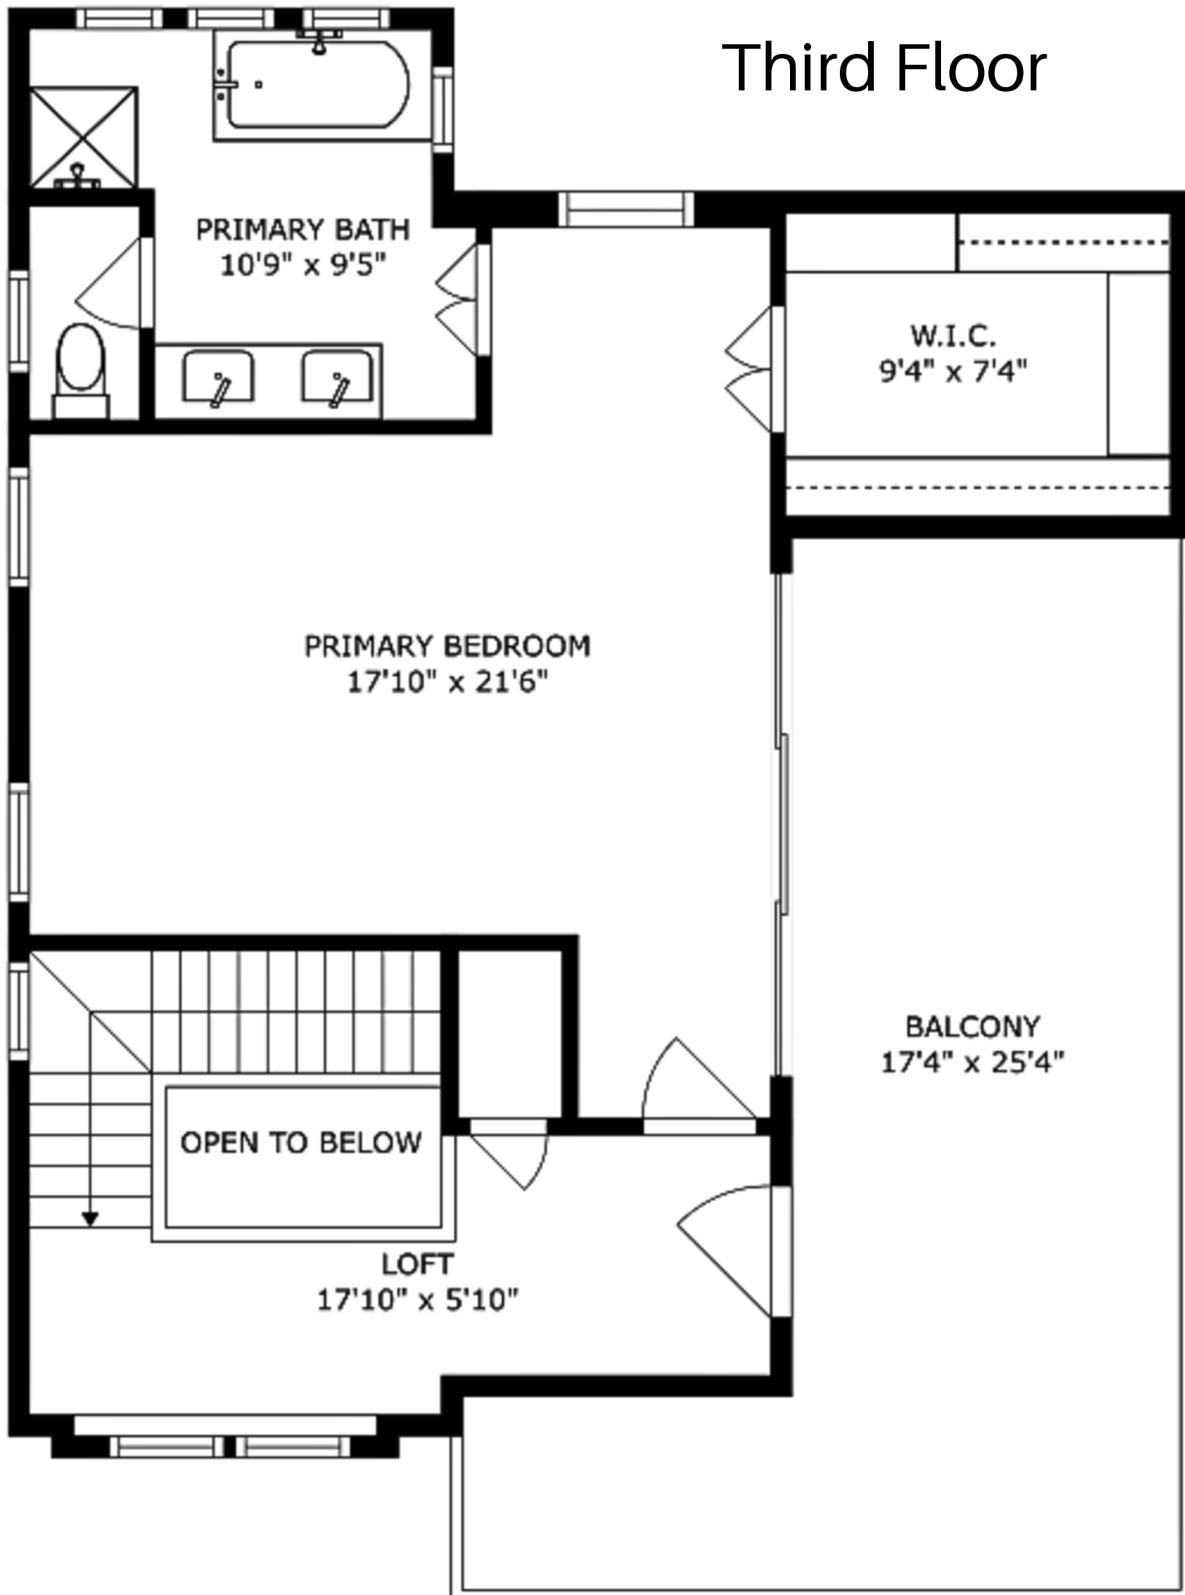 Third Floor
PRIMARY BATH
10'9" x 9'5"
W.I.C.
9'4" x 7'4"
PRIMARY BEDROOM
17'10" x 21'6"
BALCONY
17'4" x 25'4"
OPEN TO BELOW
LOFT
17'10" x 5'10"